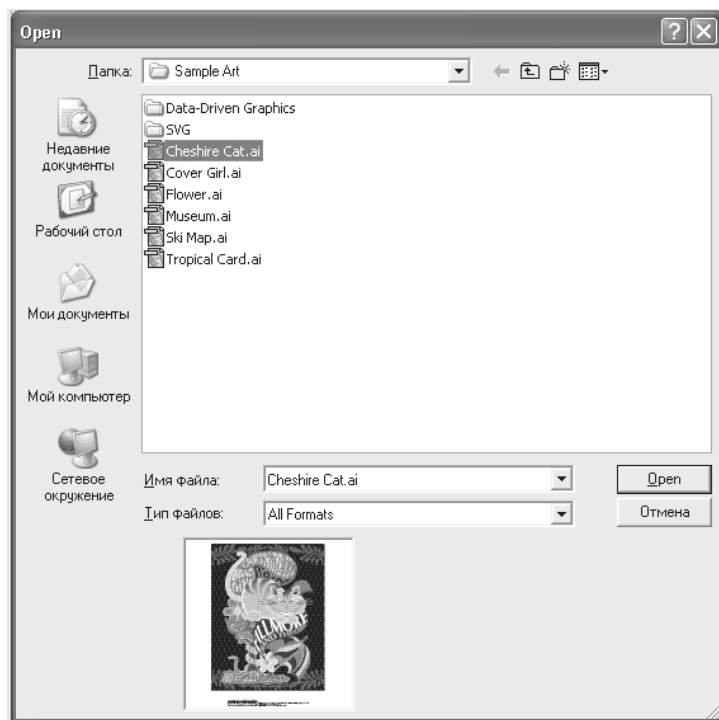 Open
Папка:
Sample Art
Недавние
документы
Рабочий стол
Мои документы
Мой компьютер
Сетевое
окружение
Data-Driven Graphics
SVG
Cheshire Cat.ai
Cover Girl.ai
Flower.ai
Museum.ai
Ski Map.ai
Tropical Card.ai
Имя файла:
Cheshire Cat.ai
Open
Тип файлов:
All Formats
Отмена